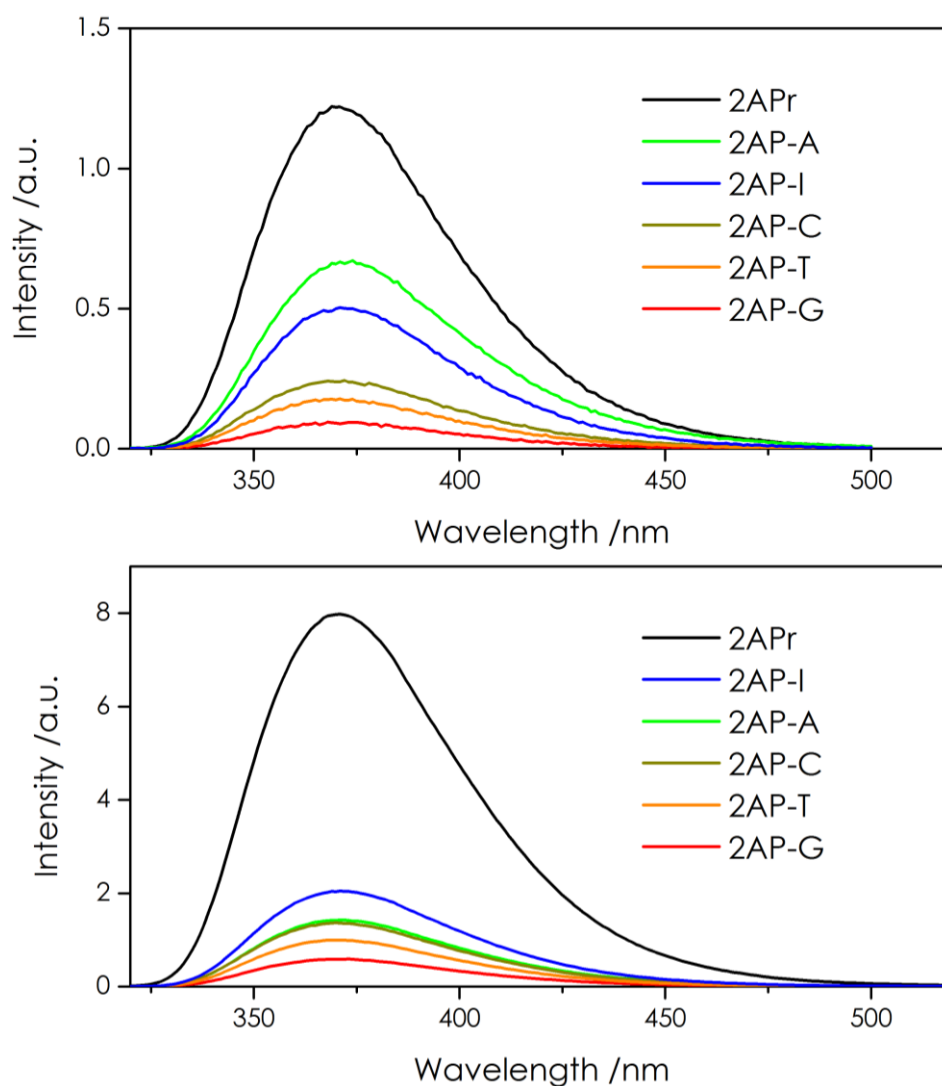 1.5
1.0
0.5
0.0
Intensity /a.u.
2APr
2AP-A
2AP-I
2AP-C
2AP-T
2AP-G
350
400
450
500
Wavelength /nm
8
6
4
2
0
Intensity /a.u.
2APr
2AP-I
2AP-A
2AP-C
2AP-T
2AP-G
350
400
450
500
Wavelength /nm